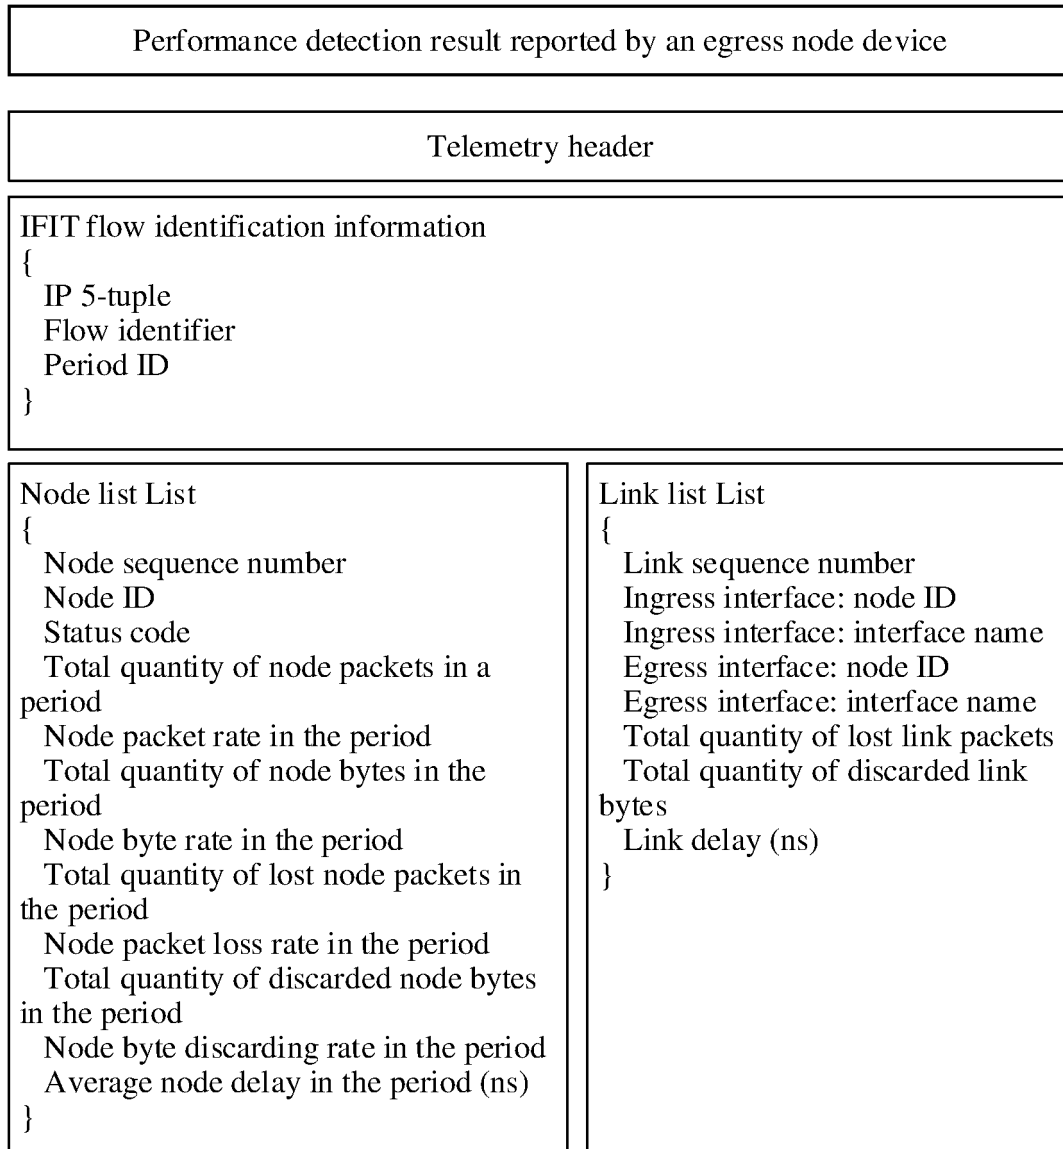 Performance detection result reported by an egress node device
Telemetry header
IFIT flow identification information
{
IP 5-tuple
Flow identifier
Period ID
}
Node list List
{
Node sequence number
Node ID
Status code
Total quantity of node packets in a
period
Node packet rate in the period
Total quantity of node bytes in the
period
Node byte rate in the period
Total quantity of lost node packets in
the period
Node packet loss rate in the period
Total quantity of discarded node bytes
in the period
Node byte discarding rate in the period
Average node delay in the period (ns)
}
Link list List
{
Link sequence number
Ingress interface: node ID
Ingress interface: interface name
Egress interface: node ID
Egress interface: interface name
Total quantity of lost link packets
Total quantity of discarded link
bytes
Link delay (ns)
}